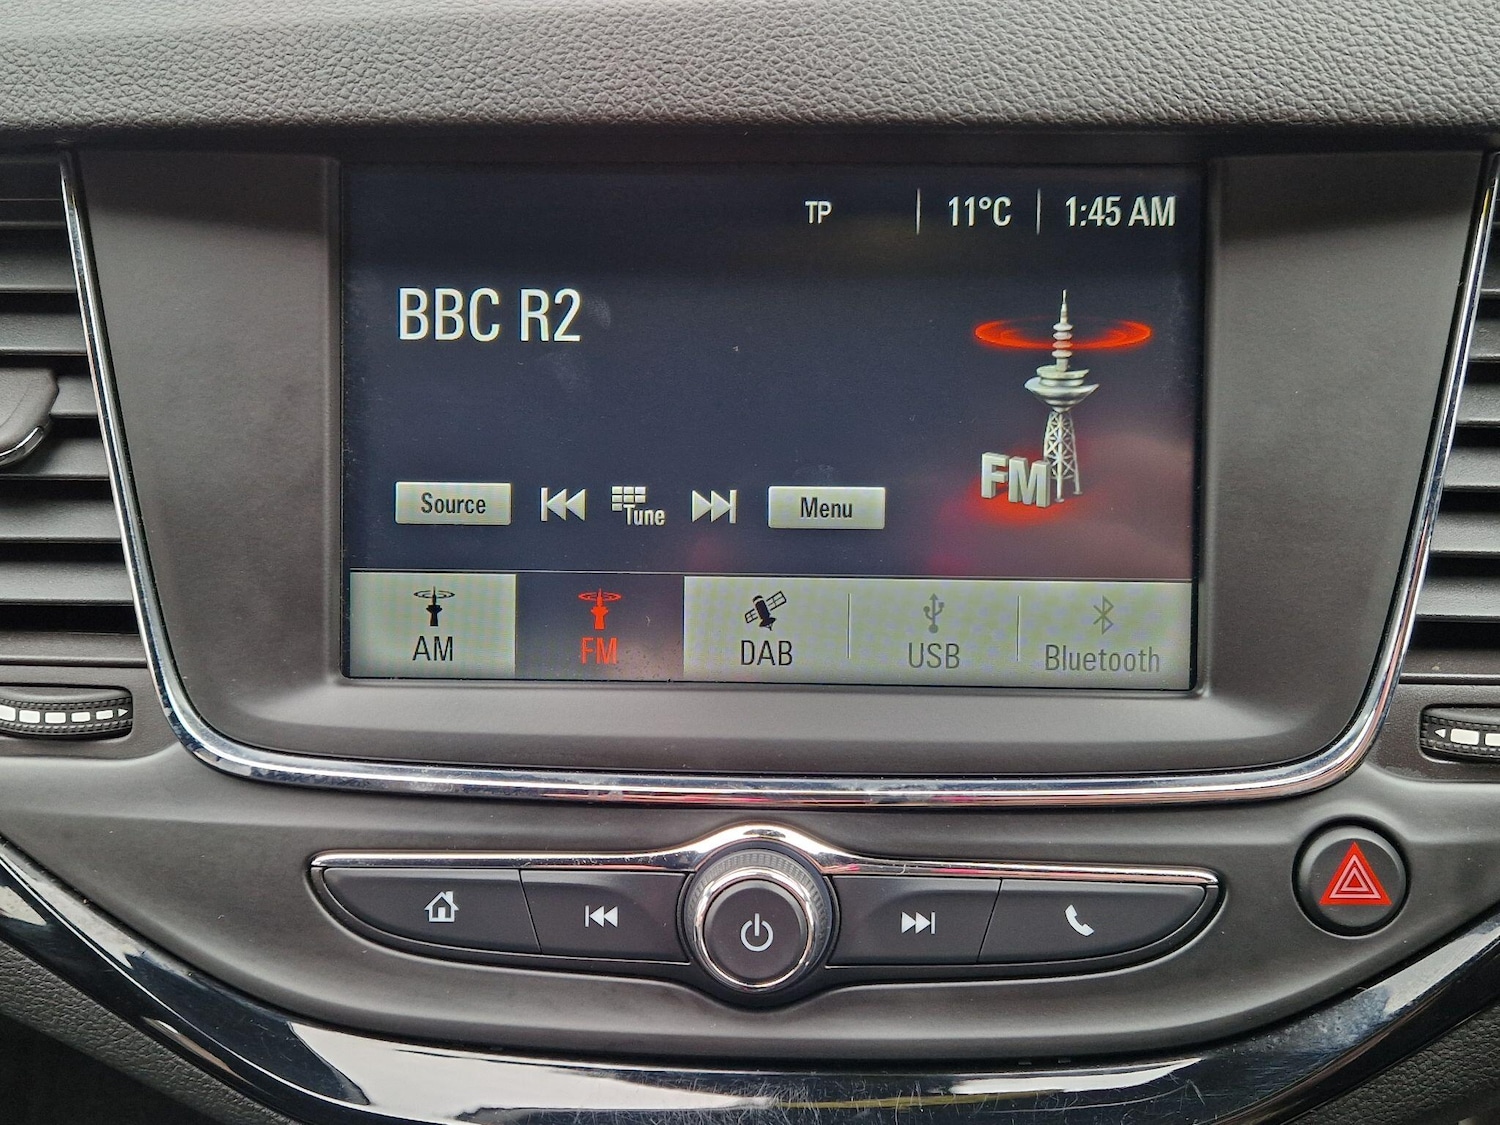 TP 11°C 1:45 AM
BBC R2
FM
Source Tune Menu
AM FM DAB USB Bluetooth